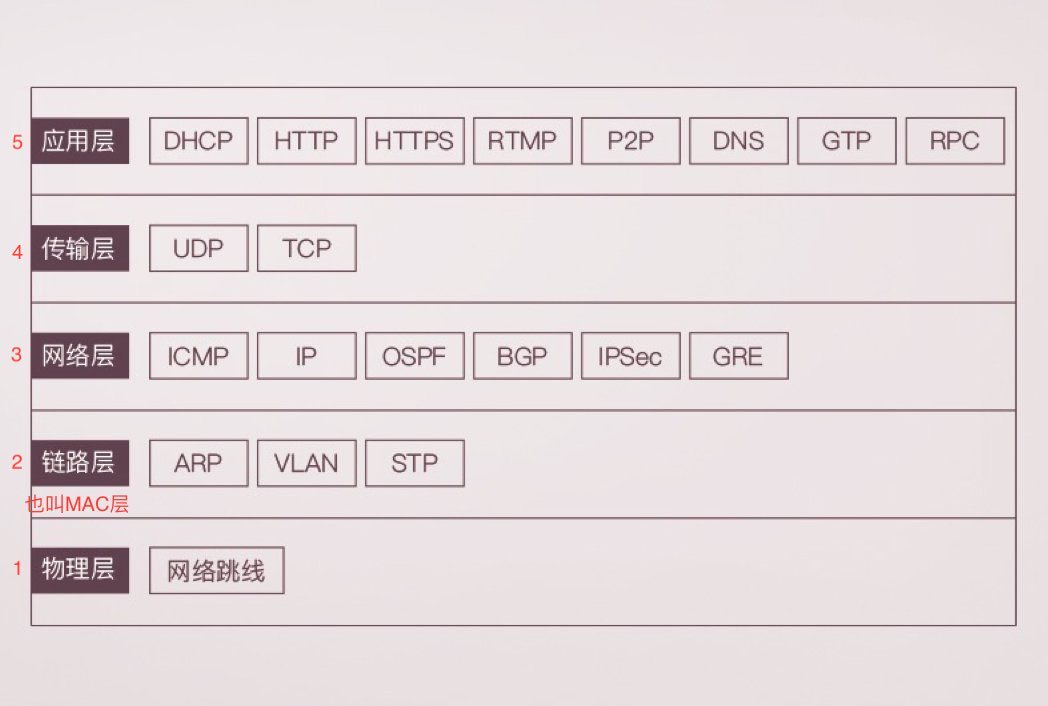 5 应用层 DHCP HTTP HTTPS RTMP P2P DNS GTP RPC
4 传输层 UDP TCP
3 网络层 ICMP IP OSPF BGP IPSec GRE
2 链路层 ARP VLAN STP
也叫MAC层
1 物理层 网络跳线